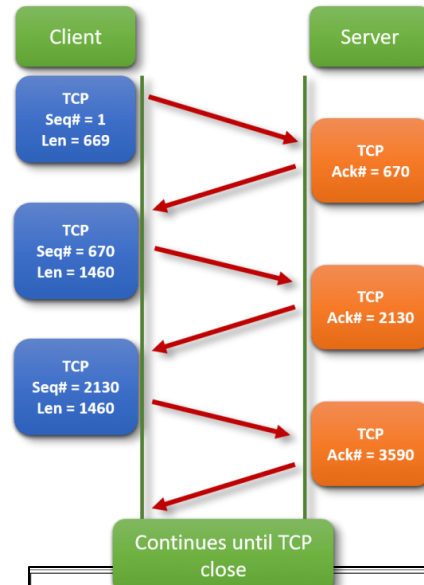 Client
Server
TCP
Seq# = 1
Len = 669
TCP
Ack# = 670
TCP
Seq# = 670
Len = 1460
TCP
Ack# = 2130
TCP
Seq# = 2130
Len = 1460
TCP
Ack# = 3590
Continues until TCP
close